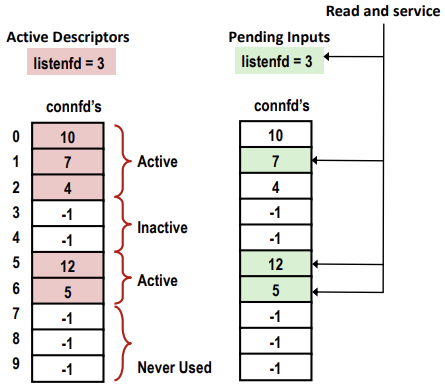 Read and service
Active Descriptors
Pending Inputs
listenfd = 3
listenfd = 3
connfd's
connfd's
0 10 10
1 7 Active 7
2 4 4
3 -1 -1
4 -1 Inactive -1
5 12 12
6 5 Active 5
7 -1 -1
8 -1 -1
9 -1 Never Used -1